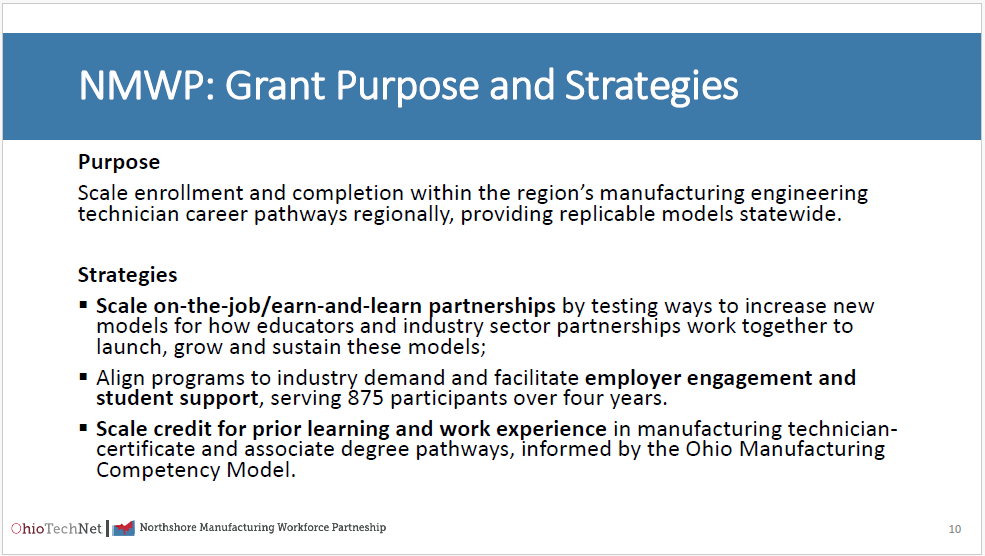 NMWP: Grant Purpose and Strategies
Purpose
Scale enrollment and completion within the region's manufacturing engineering
technician career pathways regionally, providing replicable models statewide.
Strategies
▪ Scale on-the-job/earn-and-learn partnerships by testing ways to increase new
models for how educators and industry sector partnerships work together to
launch, grow and sustain these models;
▪ Align programs to industry demand and facilitate employer engagement and
student support, serving 875 participants over four years.
▪ Scale credit for prior learning and work experience in manufacturing technician-
certificate and associate degree pathways, informed by the Ohio Manufacturing
Competency Model.
OhioTechNet | Northshore Manufacturing Workforce Partneship
10